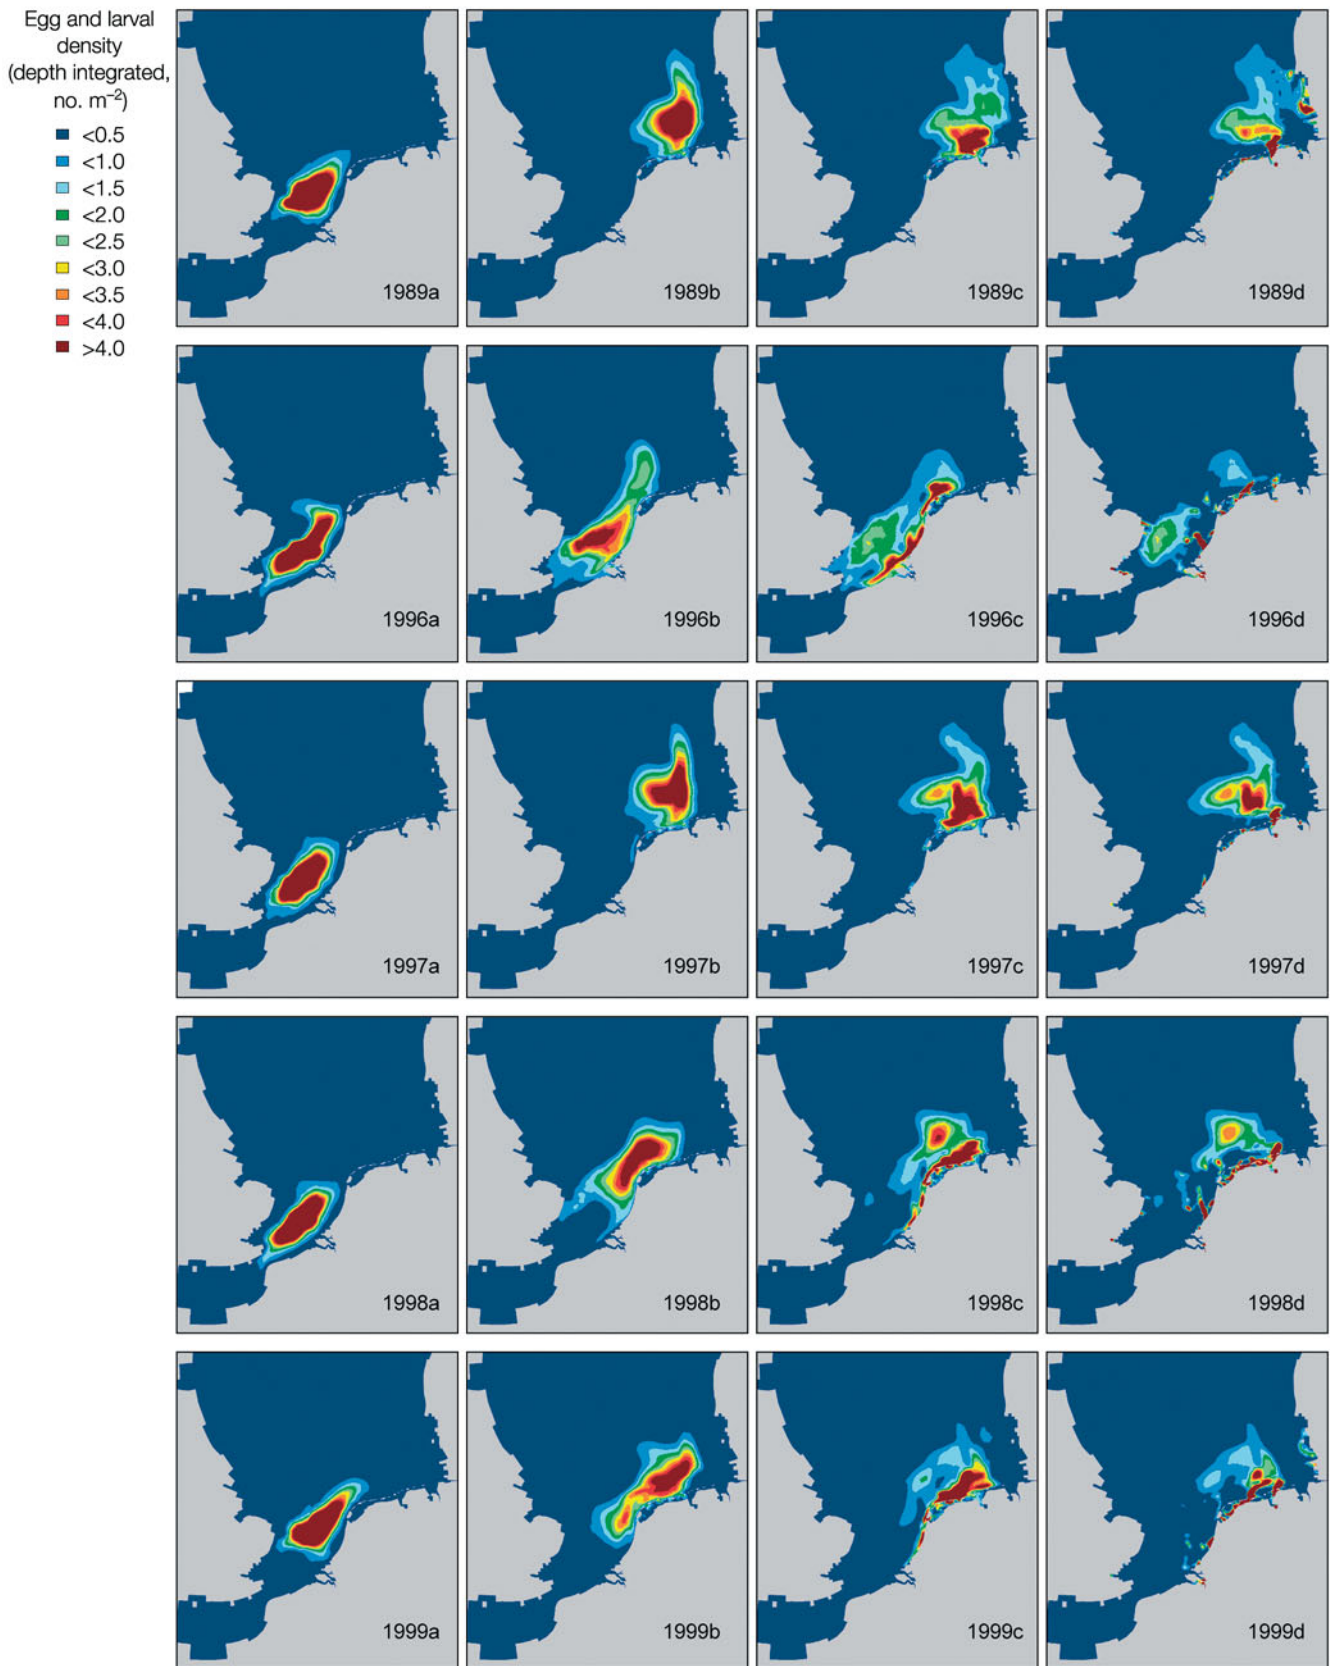 Egg and larval
density
(depth integrated,
no. m⁻²)
<0.5
<1.0
<1.5
<2.0
<2.5
<3.0
<3.5
<4.0
>4.0
1989a
1989b
1989c
1989d
1996a
1996b
1996c
1996d
1997a
1997b
1997c
1997d
1998a
1998b
1998c
1998d
1999a
1999b
1999c
1999d